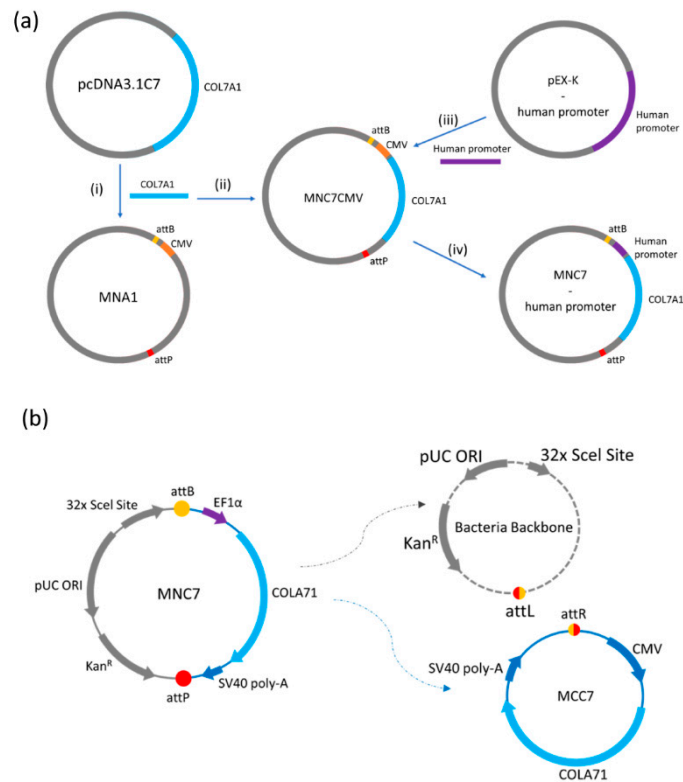 (a)
pcDNA3.1C7
COL7A1
(i)
COL7A1
(ii)
attB
CMV
MNA1
attP
attB
CMV
MNC7CMV
COL7A1
attP
(iii)
Human promoter
pEX-K
-
human promoter
Human
promoter
(iv)
attB
Human
promoter
MNC7
-
human promoter
COL7A1
attP
(b)
attB
EF1α
32x SceI Site
pUC ORI
MNC7
COLA71
KanR
attP
SV40 poly-A
pUC ORI
32x SceI Site
Bacteria Backbone
KanR
attL
attR
CMV
SV40 poly-A
MCC7
COLA71